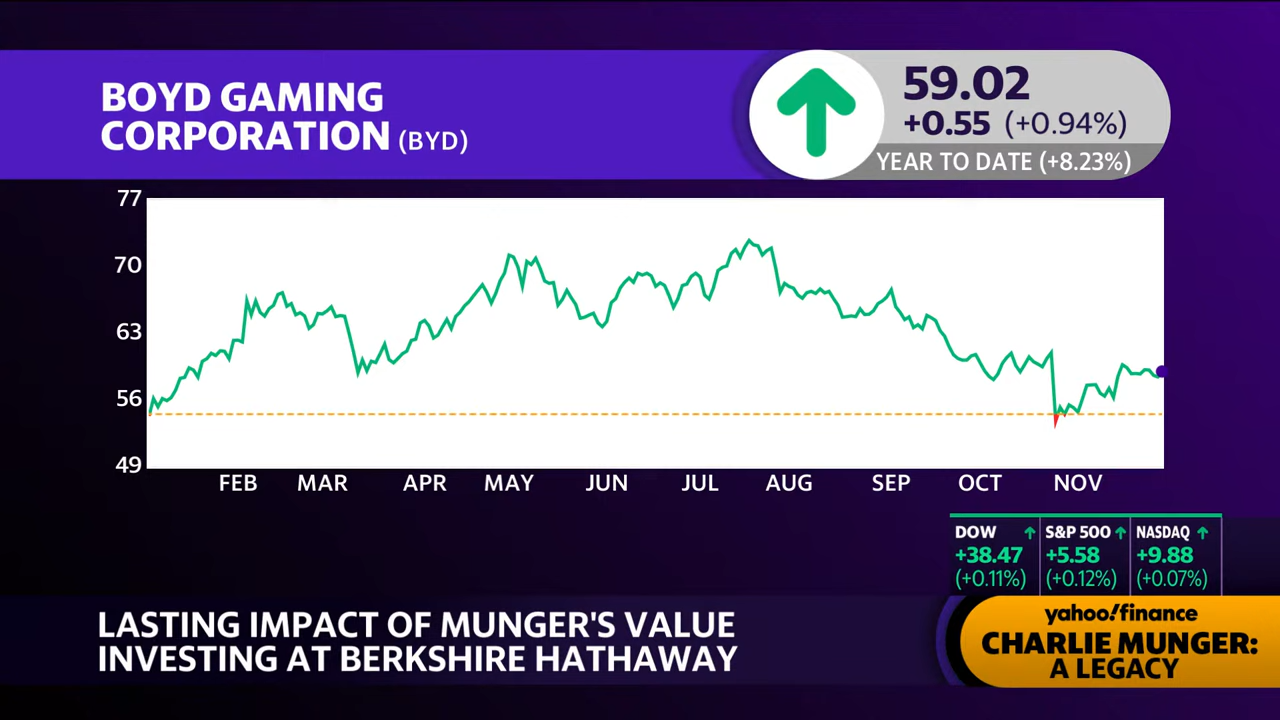 BOYD GAMING
CORPORATION (BYD)
59.02
+0.55 (+0.94%)
YEAR TO DATE (+8.23%)
77
70
63
56
49
FEB MAR APR MAY JUN JUL AUG SEP OCT NOV
DOW S&P 500 NASDAQ
+38.47 +5.58 +9.88
(+0.11%) (+0.12%) (+0.07%)
LASTING IMPACT OF MUNGER'S VALUE
INVESTING AT BERKSHIRE HATHAWAY
yahoo!finance
CHARLIE MUNGER:
A LEGACY